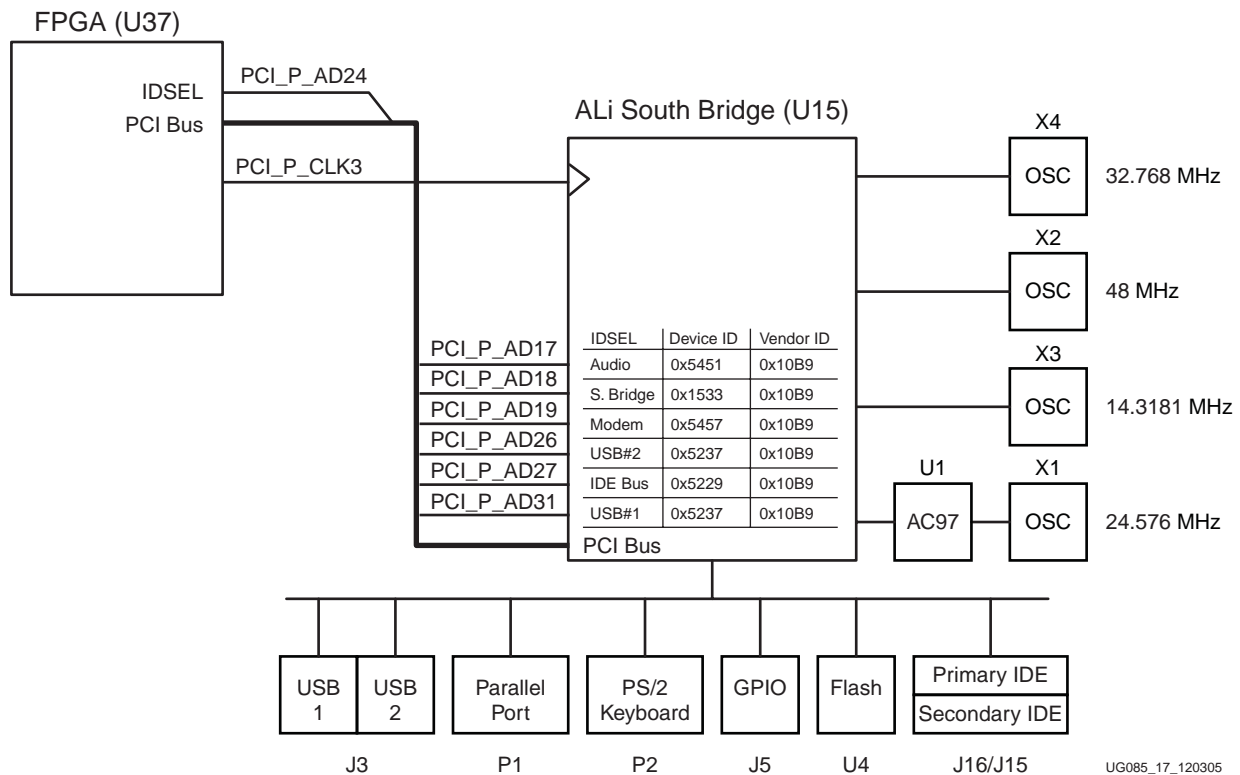 FPGA (U37)
IDSEL
PCI Bus
PCI_P_AD24
PCI_P_CLK3
ALi South Bridge (U15)
PCI_P_AD17
PCI_P_AD18
PCI_P_AD19
PCI_P_AD26
PCI_P_AD27
PCI_P_AD31
IDSEL Device ID Vendor ID
Audio 0x5451 0x10B9
S. Bridge 0x1533 0x10B9
Modem 0x5457 0x10B9
USB#2 0x5237 0x10B9
IDE Bus 0x5229 0x10B9
USB#1 0x5237 0x10B9
PCI Bus
X4
OSC 32.768 MHz
X2
OSC 48 MHz
X3
OSC 14.3181 MHz
U1 X1
AC97 OSC 24.576 MHz
USB
1
USB
2
Parallel
Port
PS/2
Keyboard
GPIO
Flash
Primary IDE
Secondary IDE
J3 P1 P2 J5 U4 J16/J15
UG085_17_120305